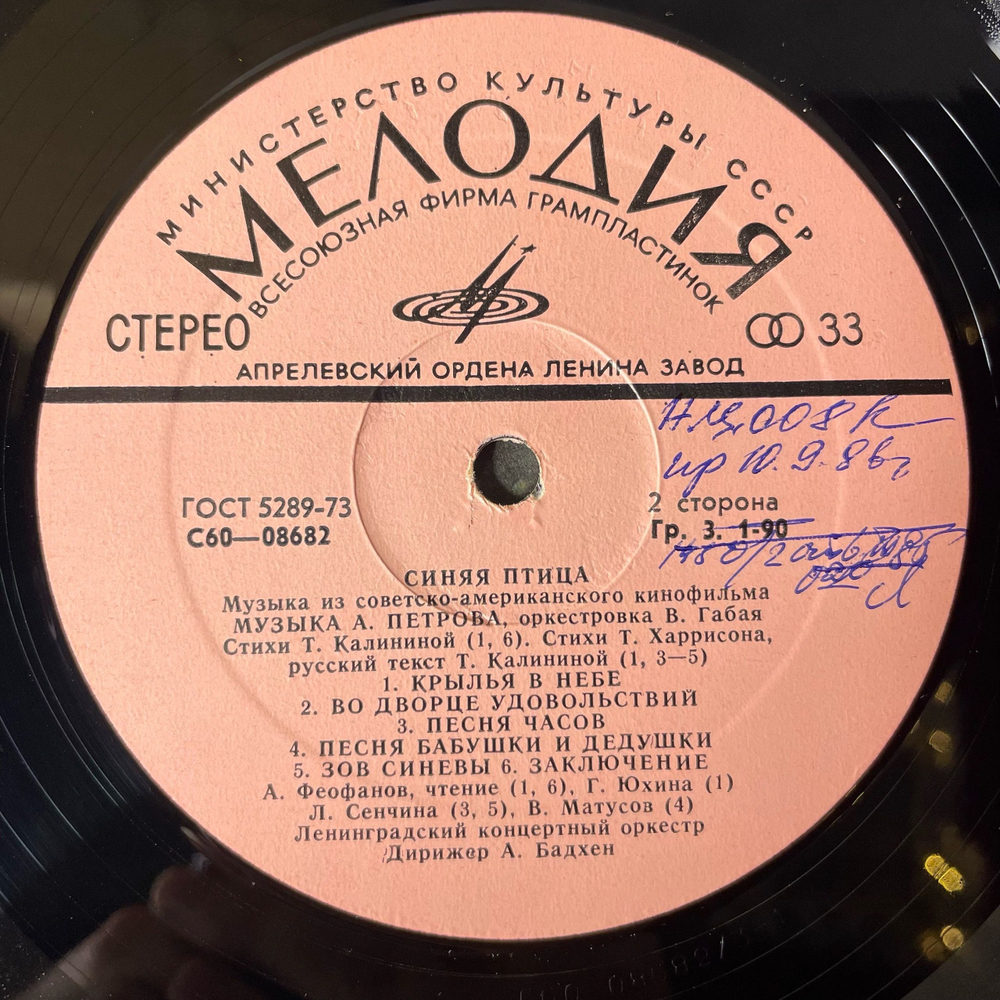 МИНИСТЕРСТВО КУЛЬТУРЫ СССР
МЕЛОДИЯ
ВСЕСОЮЗНАЯ ФИРМА ГРАМПЛАСТИНОК
СТЕРЕО
33
АПРЕЛЕВСКИЙ ОРДЕНА ЛЕНИНА ЗАВОД
пр 10.9.86г
ГОСТ 5289-73
С60—08682
2 сторона
Гр. 3. 1-90
СИНЯЯ ПТИЦА
Музыка из советско-американского кинофильма
МУЗЫКА А. ПЕТРОВА, оркестровка В. Габая
Стихи Т. Калининой (1, 6). Стихи Т. Харрисона,
русский текст Т. Калининой (1, 3—5)
1. КРЫЛЬЯ В НЕБЕ
2. ВО ДВОРЦЕ УДОВОЛЬСТВИЙ
3. ПЕСНЯ ЧАСОВ
4. ПЕСНЯ БАБУШКИ И ДЕДУШКИ
5. ЗОВ СИНЕВЫ 6. ЗАКЛЮЧЕНИЕ
А. Феофанов, чтение (1, 6), Г. Юхина (1)
Л. Сенчина (3, 5), В. Матусов (4)
Ленинградский концертный оркестр
Дирижер А. Бадхен